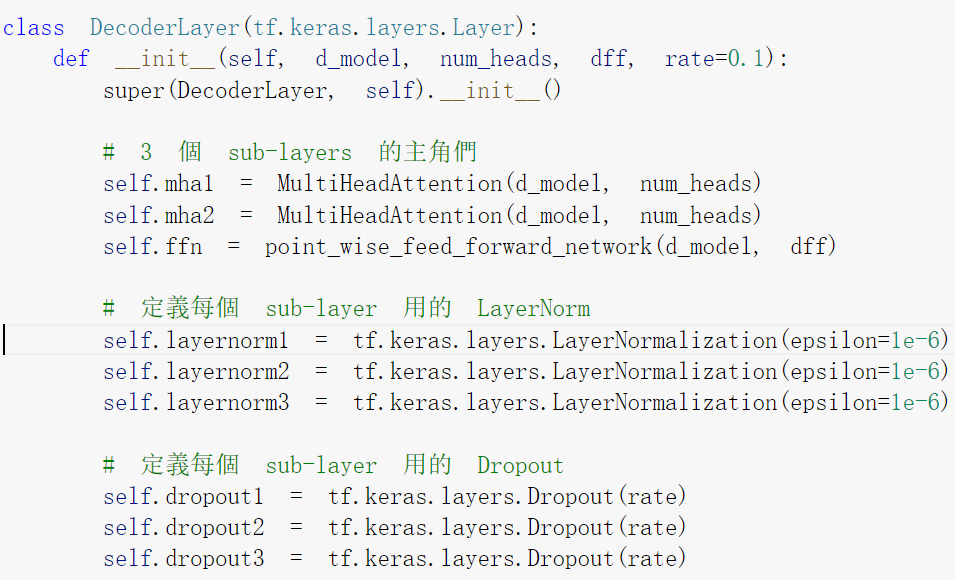 class DecoderLayer(tf.keras.layers.Layer):
def __init__(self, d_model, num_heads, dff, rate=0.1):
super(DecoderLayer, self).__init__()
# 3 個 sub-layers 的主角們
self.mha1 = MultiHeadAttention(d_model, num_heads)
self.mha2 = MultiHeadAttention(d_model, num_heads)
self.ffn = point_wise_feed_forward_network(d_model, dff)
# 定義每個 sub-layer 用的 LayerNorm
self.layernorm1 = tf.keras.layers.LayerNormalization(epsilon=1e-6)
self.layernorm2 = tf.keras.layers.LayerNormalization(epsilon=1e-6)
self.layernorm3 = tf.keras.layers.LayerNormalization(epsilon=1e-6)
# 定義每個 sub-layer 用的 Dropout
self.dropout1 = tf.keras.layers.Dropout(rate)
self.dropout2 = tf.keras.layers.Dropout(rate)
self.dropout3 = tf.keras.layers.Dropout(rate)